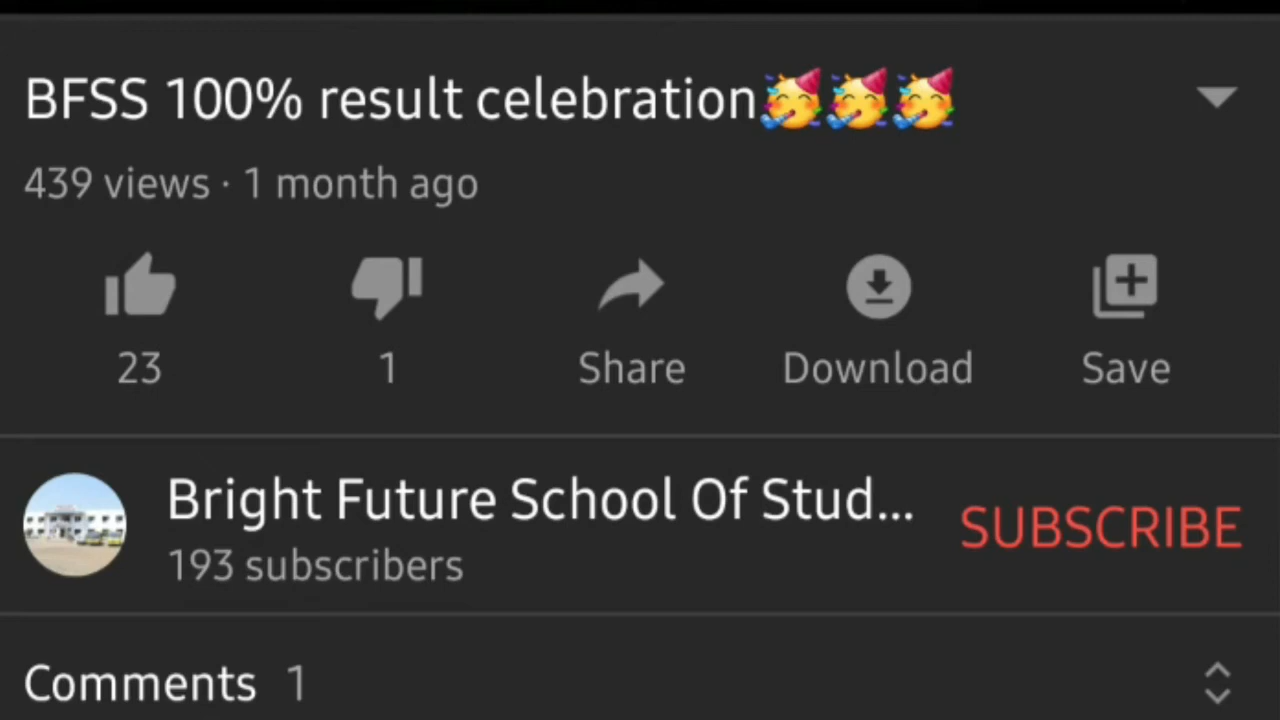 BFSS 100% result celebration🥳🥳🥳
439 views · 1 month ago
23 1 Share Download Save
Bright Future School Of Stud...
193 subscribers
SUBSCRIBE
Comments 1